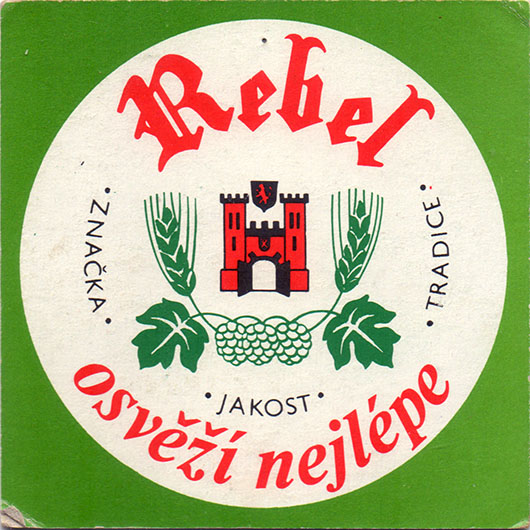 Rebel
• ZNAČKA •
• JAKOST •
• TRADICE •
osvěží nejlépe